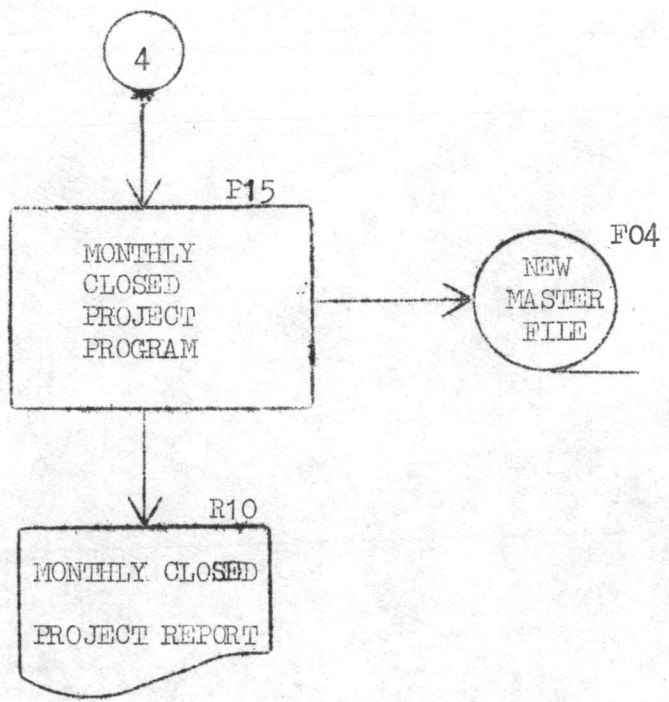 4
P15
MONTHLY
CLOSED
PROJECT
PROGRAM
F04
NEW
MASTER
FILE
R10
MONTHLY CLOSED
PROJECT REPORT